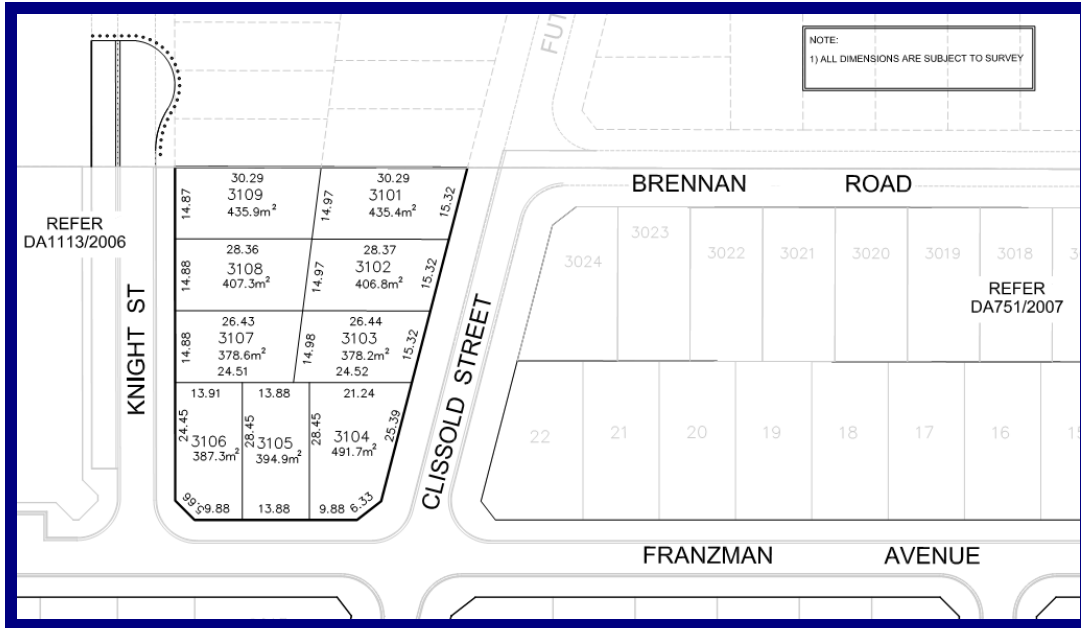 FUT
NOTE:
1) ALL DIMENSIONS ARE SUBJECT TO SURVEY
BRENNAN ROAD
REFER
DA1113/2006
30.29
3109
435.9m²
14.87
14.97
30.29
3101
435.4m²
15.32
28.36
3108
407.3m²
14.88
14.97
28.37
3102
406.8m²
15.32
26.43
3107
378.6m²
24.51
14.88
14.98
26.44
3103
378.2m²
24.52
15.32
13.91
24.45
3106
387.3m²
5.66
9.88
13.88
28.45
3105
394.9m²
13.88
21.24
28.45
3104
491.7m²
25.39
9.88
6.33
KNIGHT ST
CLISSOLD STREET
3024
3023
3022
3021
3020
3019
3018
3
REFER
DA751/2007
22
21
20
19
18
17
16
15
FRANZMAN AVENUE